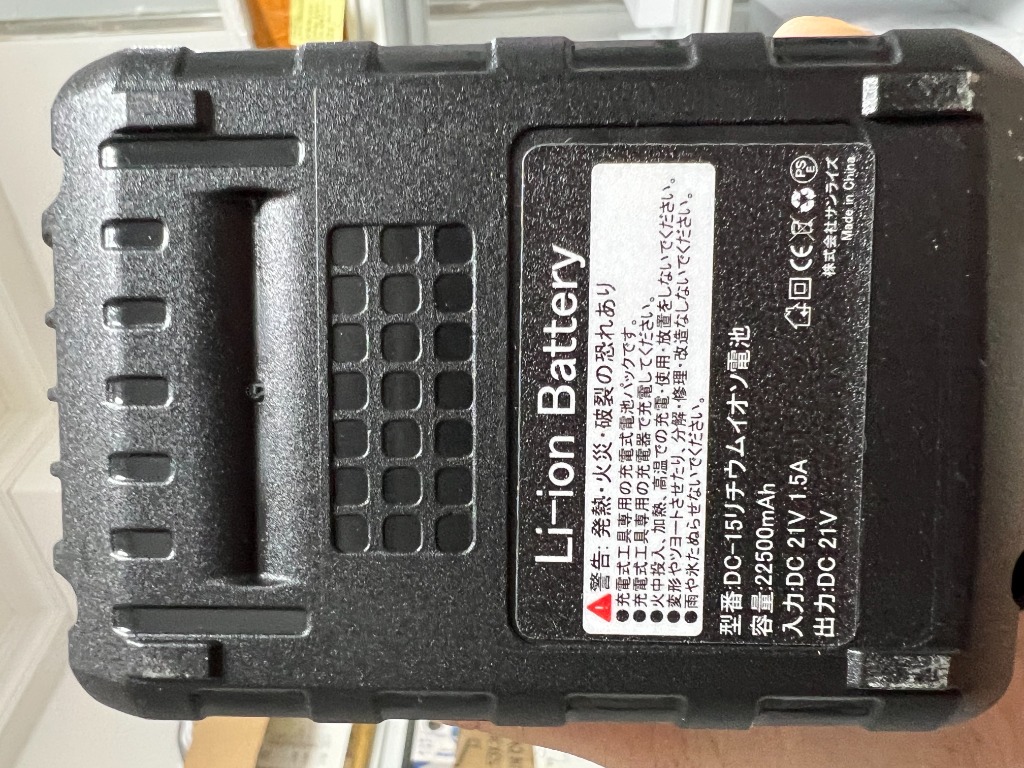 Li-ion Battery
警告: 発熱・火災・破裂の恐れあり
●充電式工具専用の充電式電池パックです。
●充電式工具専用の充電器で充電してください。
●火中投入、加熱、高温での充電・使用・放置をしないでください。
●変形やツョートさせたり、分解・修理・改造なしないでください。
●雨や氷たぬらせないでください。
型番:DC-15リチウムイオン電池
容量:22500mAh
入力:DC 21V 1.5A
出力:DC 21V
CE PSE
株式会社サンライズ
Made in China